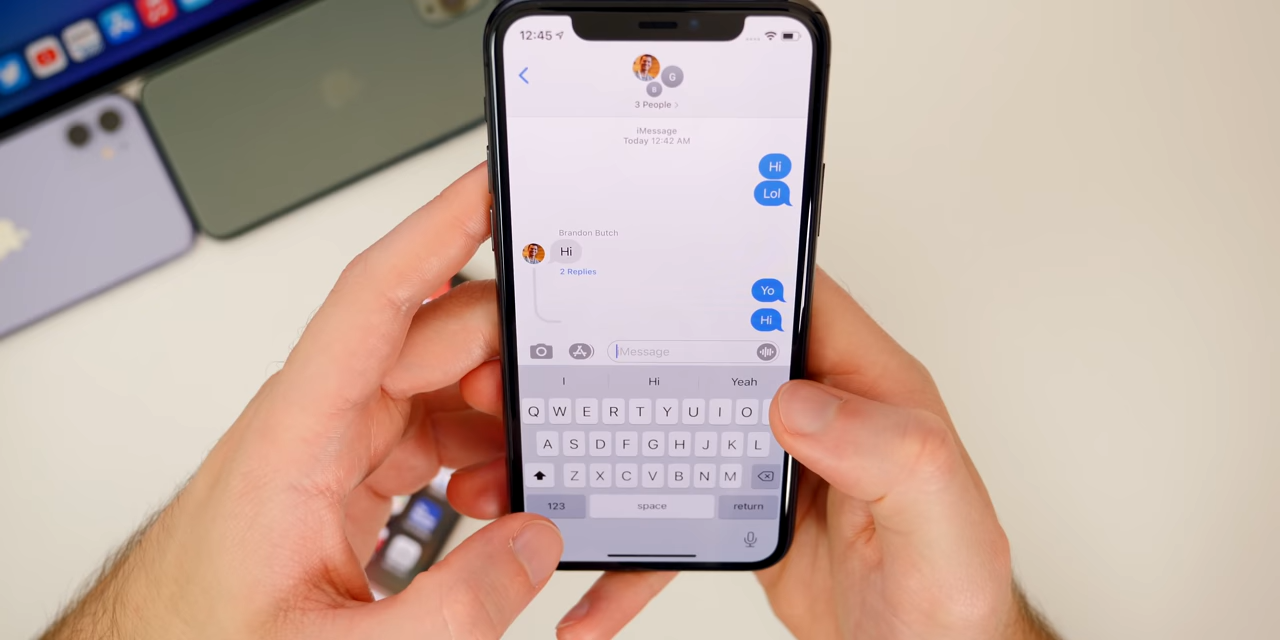 12:45
G
B
3 People >
iMessage
Today 12:42 AM
Hi
Lol
Brandon Butch
Hi
2 Replies
Yo
Hi
iMessage
I Hi Yeah
Q W E R T Y U I O
A S D F G H J K L
Z X C V B N M
123 space return